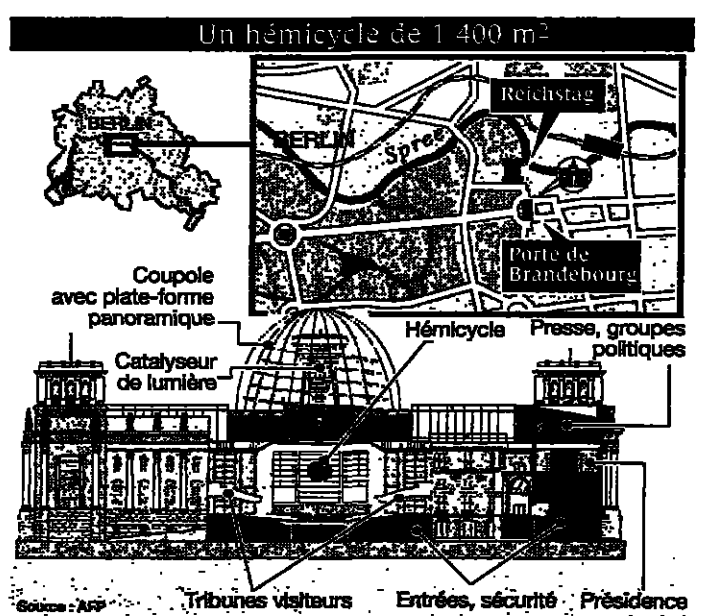 Un hémicycle de 1 400 m²
Reichstag
BERLIN
BERLIN
Spree
Porte de
Brandebourg
Coupole
avec plate-forme
panoramique
Hémicycle
Presse, groupes
politiques
Catalyseur
de lumière
Source : AFP
Tribunes visiteurs
Entrées, sécurité
Présidence